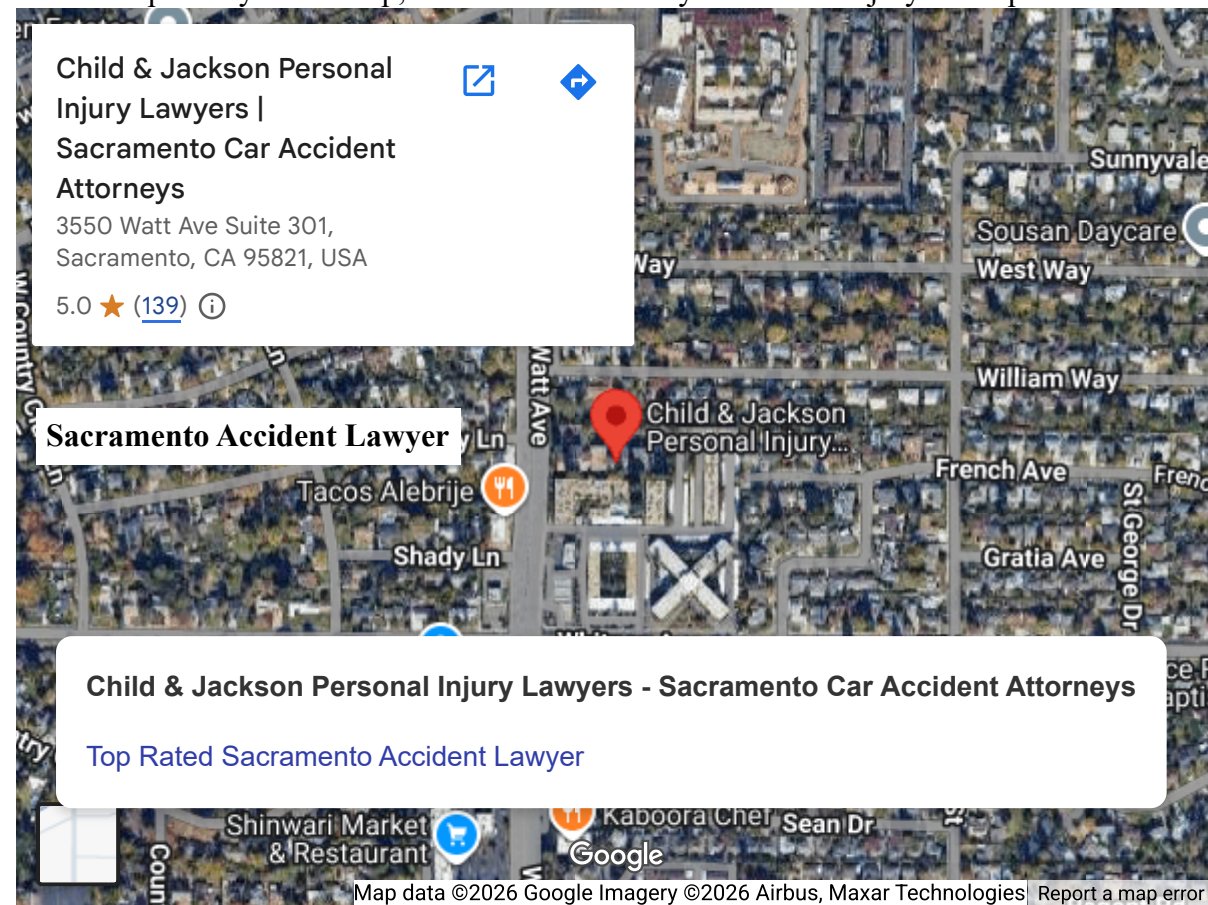 Child & Jackson Personal
Injury Lawyers |
Sacramento Car Accident
Attorneys
3550 Watt Ave Suite 301,
Sacramento, CA 95821, USA
5.0 ★ (139)
Sunnyvale
Sousan Daycare
Way
West Way
William Way
Watt Ave
Child & Jackson
Personal Injury...
Sacramento Accident Lawyer
Ln
Ln
Ln
French Ave
Tacos Alebrije
St George Dr
Shady Ln
Gratia Ave
Child & Jackson Personal Injury Lawyers - Sacramento Car Accident Attorneys
Top Rated Sacramento Accident Lawyer
Kaboora Chef
Sean Dr
St
Shinwari Market
& Restaurant
Google
Map data ©2026 Google Imagery ©2026 Airbus, Maxar Technologies
Report a map error